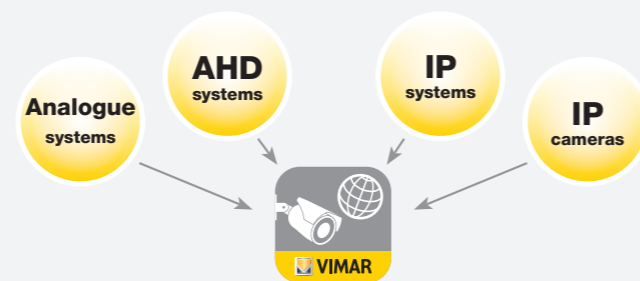 Analogue
systems
AHD
systems
IP
systems
IP
cameras
VIMAR